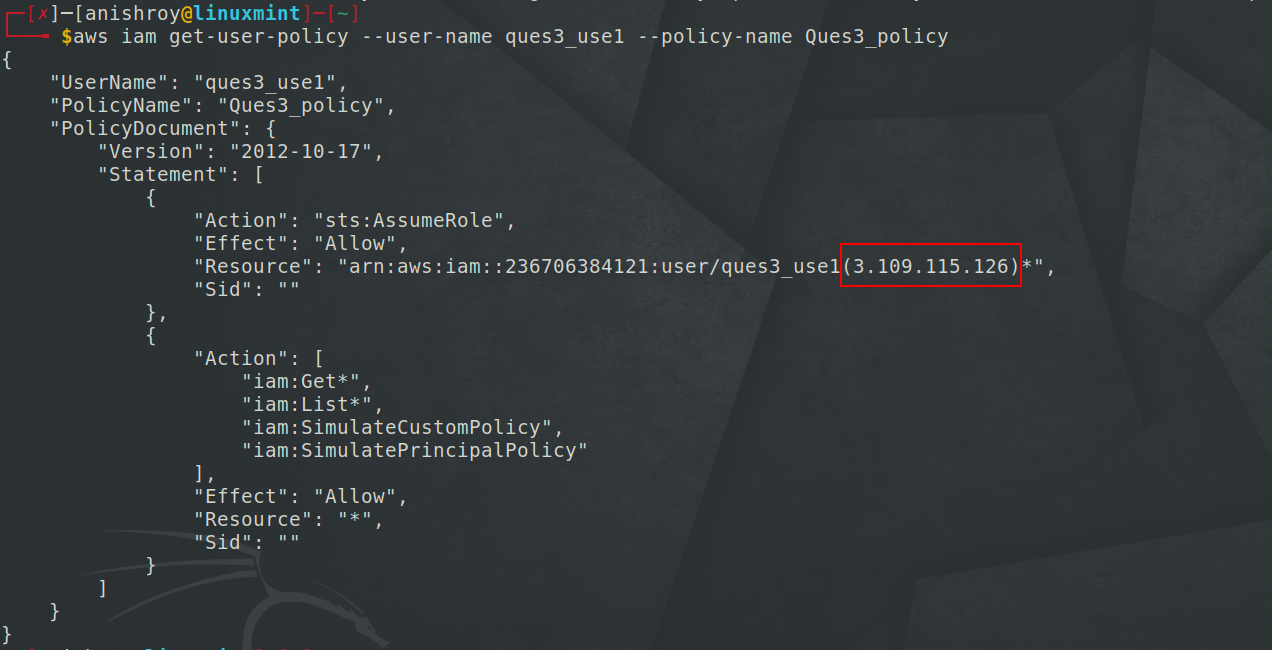 [✗]─[anishroy@linuxmint]─[~]
$aws iam get-user-policy --user-name ques3_use1 --policy-name Ques3_policy
{
    "UserName": "ques3_use1",
    "PolicyName": "Ques3_policy",
    "PolicyDocument": {
        "Version": "2012-10-17",
        "Statement": [
            {
                "Action": "sts:AssumeRole",
                "Effect": "Allow",
                "Resource": "arn:aws:iam::236706384121:user/ques3_use1(3.109.115.126)*",
                "Sid": ""
            },
            {
                "Action": [
                    "iam:Get*",
                    "iam:List*",
                    "iam:SimulateCustomPolicy",
                    "iam:SimulatePrincipalPolicy"
                ],
                "Effect": "Allow",
                "Resource": "*",
                "Sid": ""
            }
        ]
    }
}